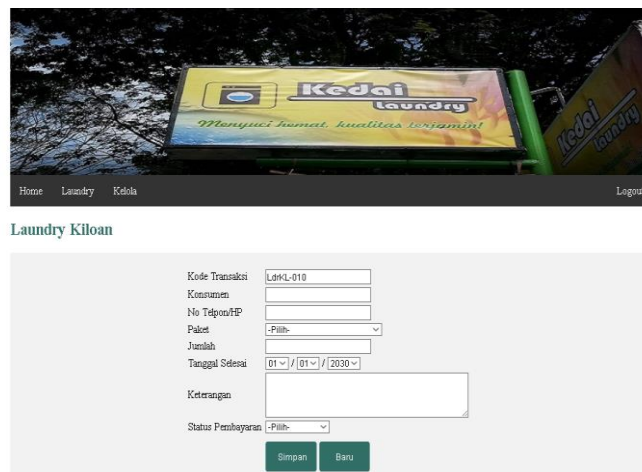 Kedai
Laundry
Menyuci hemat, kualitas terjamin!
Kedai
laundry
Home Laundry Kelola Logout
Laundry Kiloan
Kode Transaksi LdrKL-010
Konsumen
No Telpon/HP
Paket -Pilih-
Jumlah
Tanggal Selesai 01 / 01 / 2030
Keterangan
Status Pembayaran -Pilih-
Simpan Baru